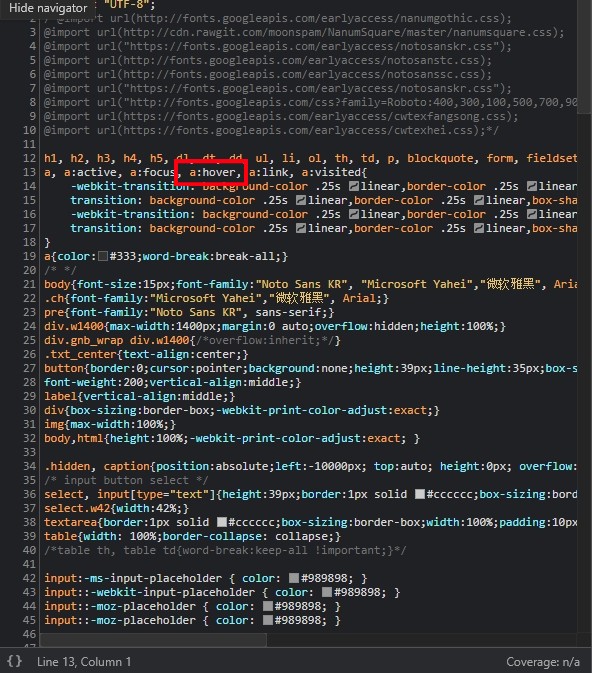 Hide navigator
"UTF-8";
@import url(http://fonts.googleapis.com/earlyaccess/nanumgothic.css);
3 @import url(http://cdn.rawgit.com/moonspam/NanumSquare/master/nanumsquare.css);
4 @import url("http://fonts.googleapis.com/earlyaccess/notosanskr.css");
5 @import url(http://fonts.googleapis.com/earlyaccess/notosanstc.css);
6 @import url(http://fonts.googleapis.com/earlyaccess/notosanssc.css);
7 @import url("http://fonts.googleapis.com/earlyaccess/notosanskr.css");
8 @import url("http://fonts.googleapis.com/css?family=Roboto:400,300,100,500,700,90
9 @import url(http://fonts.googleapis.com/earlyaccess/cwtexfangsong.css);
10 @import url(http://fonts.googleapis.com/earlyaccess/cwtexhei.css);*/
11
12 h1, h2, h3, h4, h5, dl, dt, dd, ul, li, ol, th, td, p, blockquote, form, fieldset
13 a, a:active, a:focus, a:hover, a:link, a:visited{
14 -webkit-transition: background-color .25s linear,border-color .25s linear
15 transition: background-color .25s linear,border-color .25s linear,box-sha
16 -webkit-transition: background-color .25s linear,border-color .25s linear
17 transition: background-color .25s linear,border-color .25s linear,box-sha
18 }
19 a{color:#333;word-break:break-all;}
20 /* */
21 body{font-size:15px;font-family:"Noto Sans KR", "Microsoft Yahei","微软雅黑", Aria
22 .ch{font-family:"Microsoft Yahei","微软雅黑", Arial;}
23 pre{font-family:"Noto Sans KR", sans-serif;}
24 div.w1400{max-width:1400px;margin:0 auto;overflow:hidden;height:100%;}
25 div.gnb_wrap div.w1400{/*overflow:inherit;*/}
26 .txt_center{text-align:center;}
27 button{border:0;cursor:pointer;background:none;height:39px;line-height:35px;box-s
28 font-weight:200;vertical-align:middle;}
29 label{vertical-align:middle;}
30 div{box-sizing:border-box;-webkit-print-color-adjust:exact;}
31 img{max-width:100%;}
32 body,html{height:100%;-webkit-print-color-adjust:exact; }
33
34 .hidden, caption{position:absolute;left:-10000px; top:auto; height:0px; overflow:
35 /* input button select */
36 select, input[type="text"]{height:39px;border:1px solid #cccccc;box-sizing:bord
37 select.w42{width:42%;}
38 textarea{border:1px solid #cccccc;box-sizing:border-box;width:100%;padding:10px
39 table{width: 100%;border-collapse: collapse;}
40 /*table th, table td{word-break:keep-all !important;}*/
41
42 input:-ms-input-placeholder { color: #989898; }
43 input::-webkit-input-placeholder { color: #989898; }
44 input::-moz-placeholder { color: #989898; }
45 input::-moz-placeholder { color: #989898; }
46
{} Line 13, Column 1 Coverage: n/a